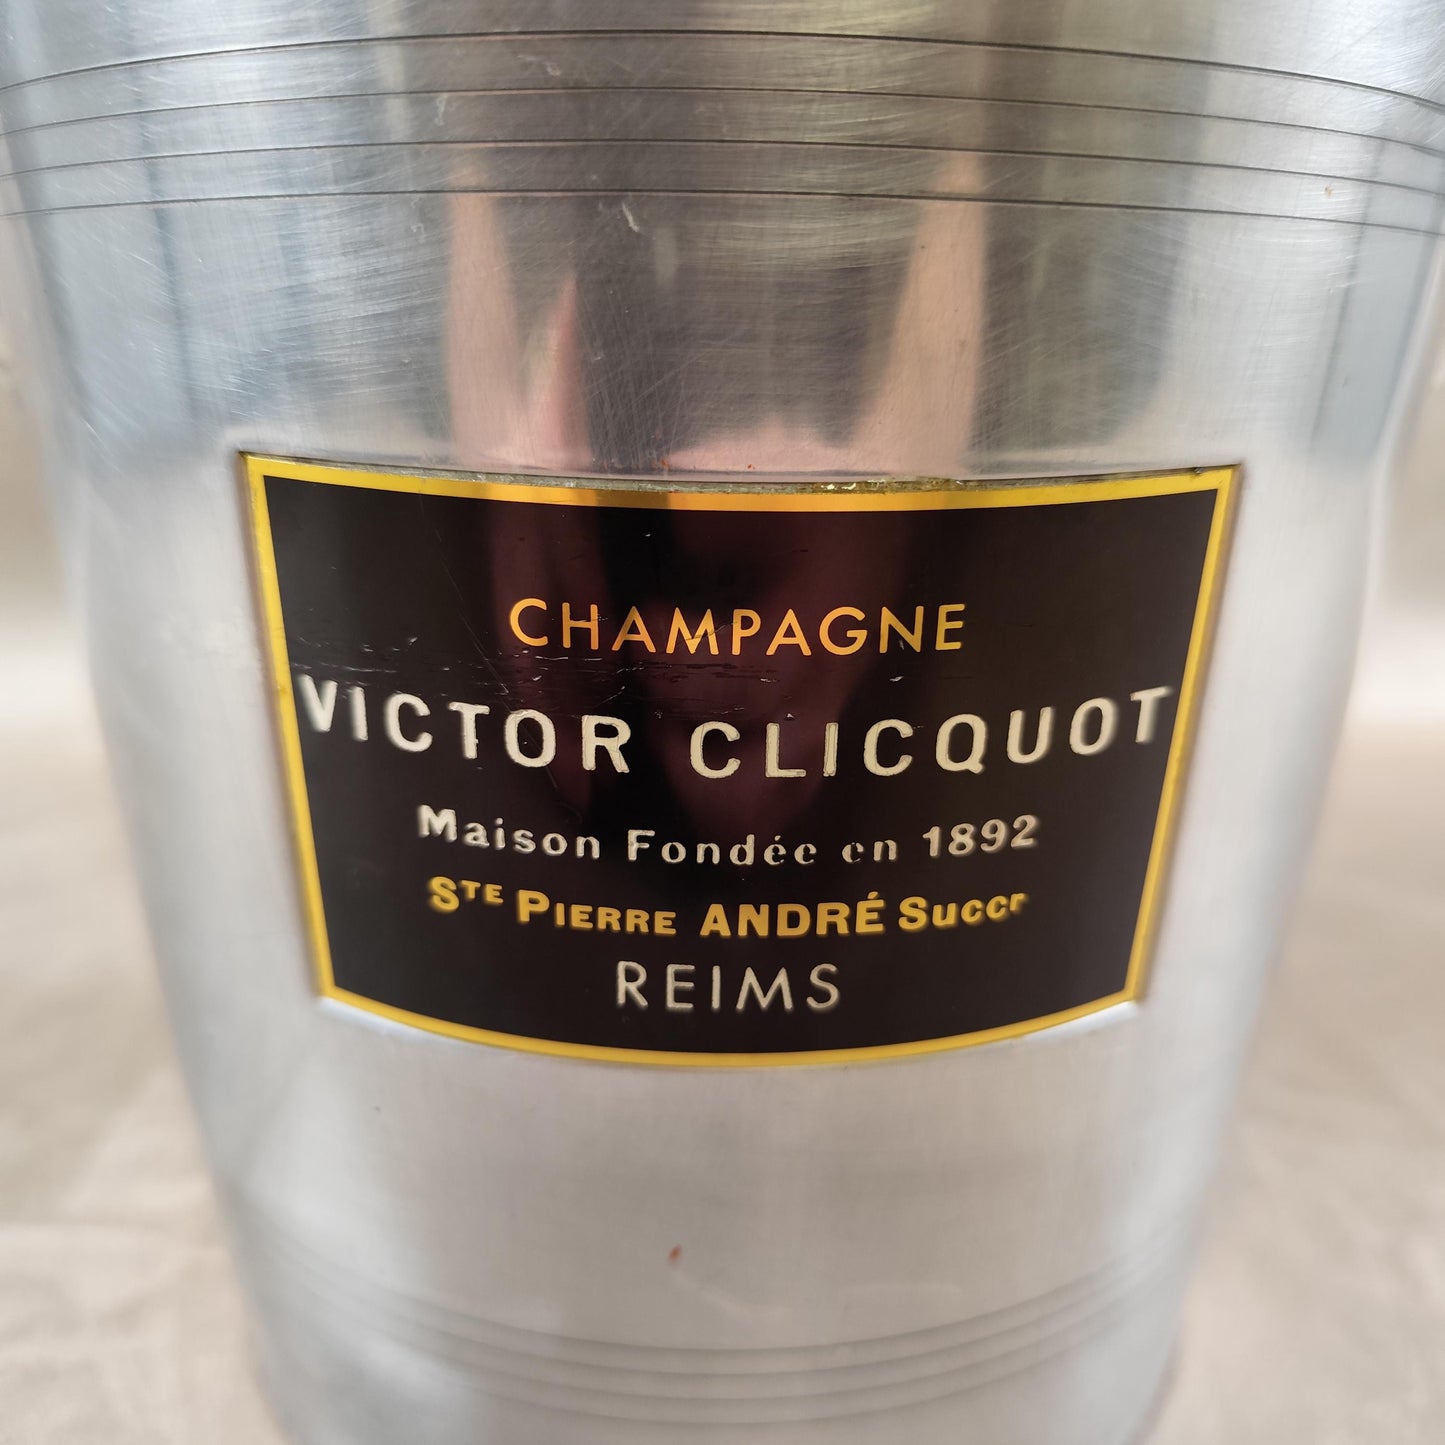 CHAMPAGNE
VICTOR CLICQUOT
Maison Fondée en 1892
STE PIERRE ANDRÉ Succr
REIMS